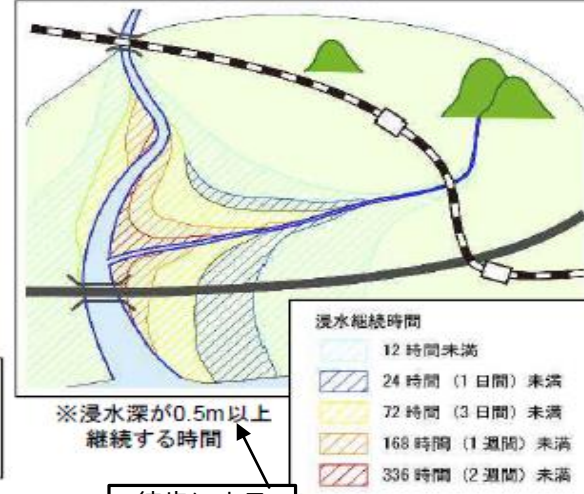 浸水継続時間
12 時間未満
24 時間 (1 日間) 未満
72 時間 (3 日間) 未満
168 時間 (1 週間) 未満
336 時間 (2 週間) 未満
※浸水深が0.5m以上
継続する時間